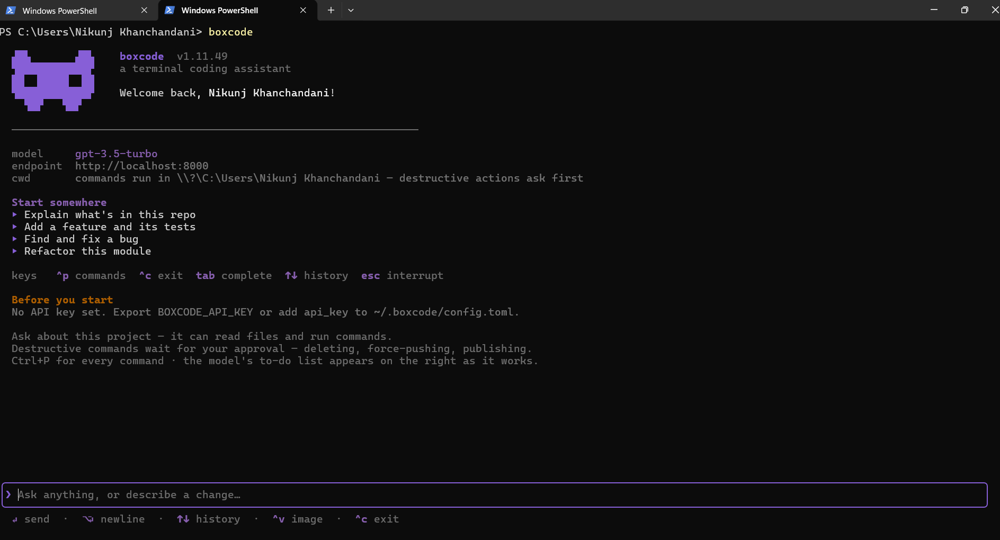 Windows PowerShell
Windows PowerShell
PS C:\Users\Nikunj Khanchandani> boxcode
boxcode v1.11.49
a terminal coding assistant
Welcome back, Nikunj Khanchandani!
model gpt-3.5-turbo
endpoint http://localhost:8000
cwd commands run in \\?\C:\Users\Nikunj Khanchandani — destructive actions ask first
Start somewhere
▸ Explain what's in this repo
▸ Add a feature and its tests
▸ Find and fix a bug
▸ Refactor this module
keys ^p commands ^c exit tab complete ↑↓ history esc interrupt
Before you start
No API key set. Export BOXCODE_API_KEY or add api_key to ~/.boxcode/config.toml.
Ask about this project — it can read files and run commands.
Destructive commands wait for your approval — deleting, force-pushing, publishing.
Ctrl+P for every command · the model's to-do list appears on the right as it works.
❯ Ask anything, or describe a change…
↲ send · ⌥↲ newline · ↑↓ history · ^v image · ^c exit